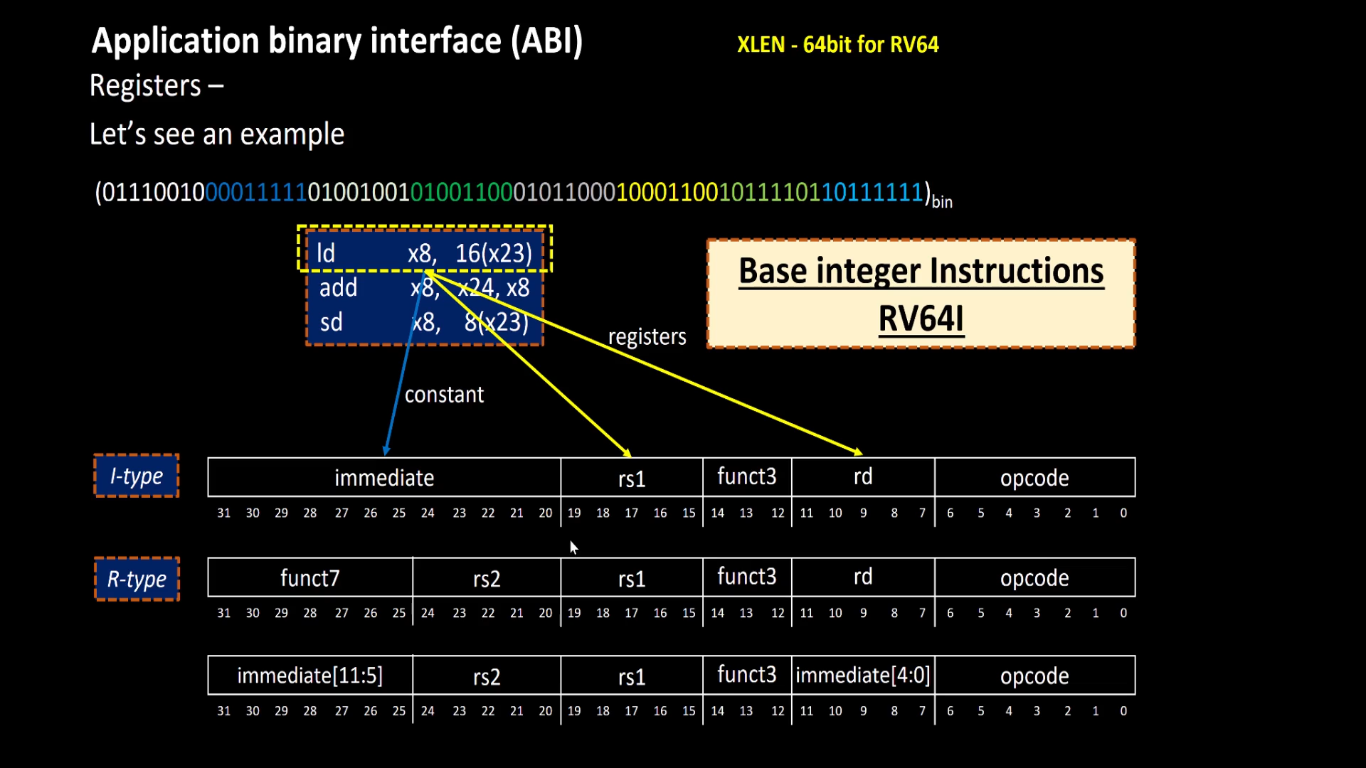 Application binary interface (ABI)
XLEN - 64bit for RV64
Registers –
Let's see an example
(0111001000011111010010010100110001011000100011001011110110111111)bin
ld x8, 16(x23)
add x8, x24, x8
sd x8, 8(x23)
Base integer Instructions
RV64I
registers
constant
I-type immediate rs1 funct3 rd opcode
31 30 29 28 27 26 25 24 23 22 21 20 19 18 17 16 15 14 13 12 11 10 9 8 7 6 5 4 3 2 1 0
R-type funct7 rs2 rs1 funct3 rd opcode
31 30 29 28 27 26 25 24 23 22 21 20 19 18 17 16 15 14 13 12 11 10 9 8 7 6 5 4 3 2 1 0
immediate[11:5] rs2 rs1 funct3 immediate[4:0] opcode
31 30 29 28 27 26 25 24 23 22 21 20 19 18 17 16 15 14 13 12 11 10 9 8 7 6 5 4 3 2 1 0